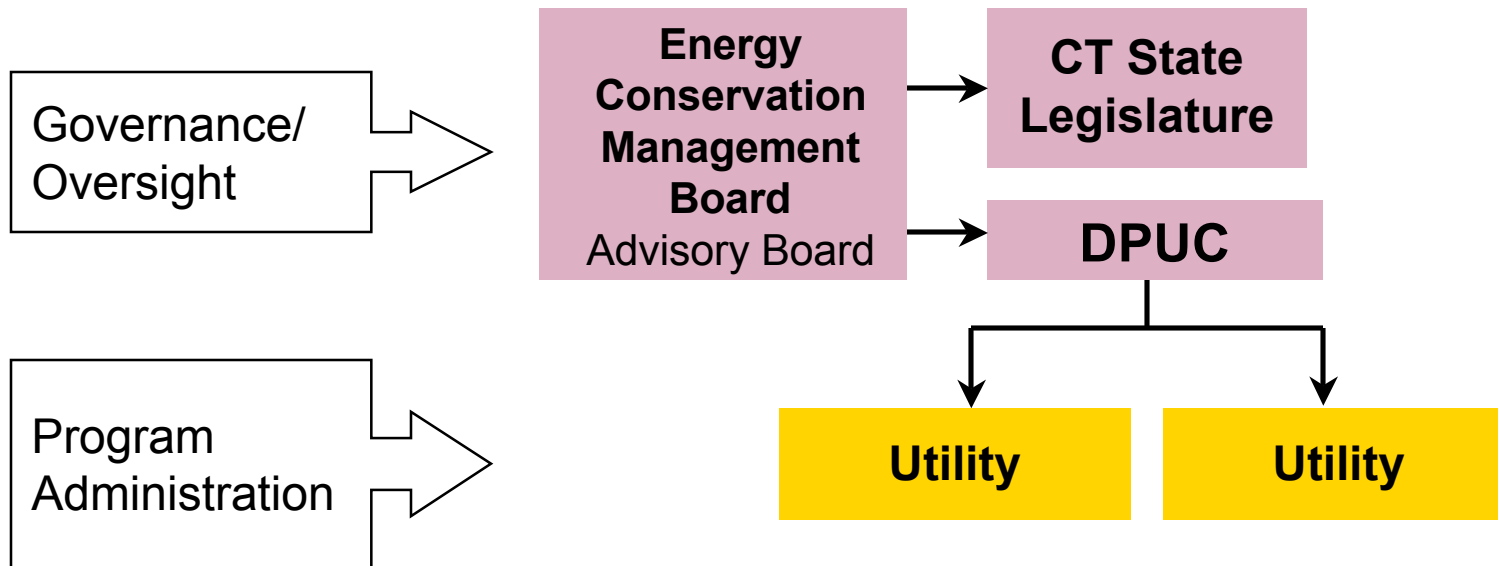 Governance/
Oversight
Energy
Conservation
Management
Board
Advisory Board
CT State
Legislature
DPUC
Program
Administration
Utility
Utility